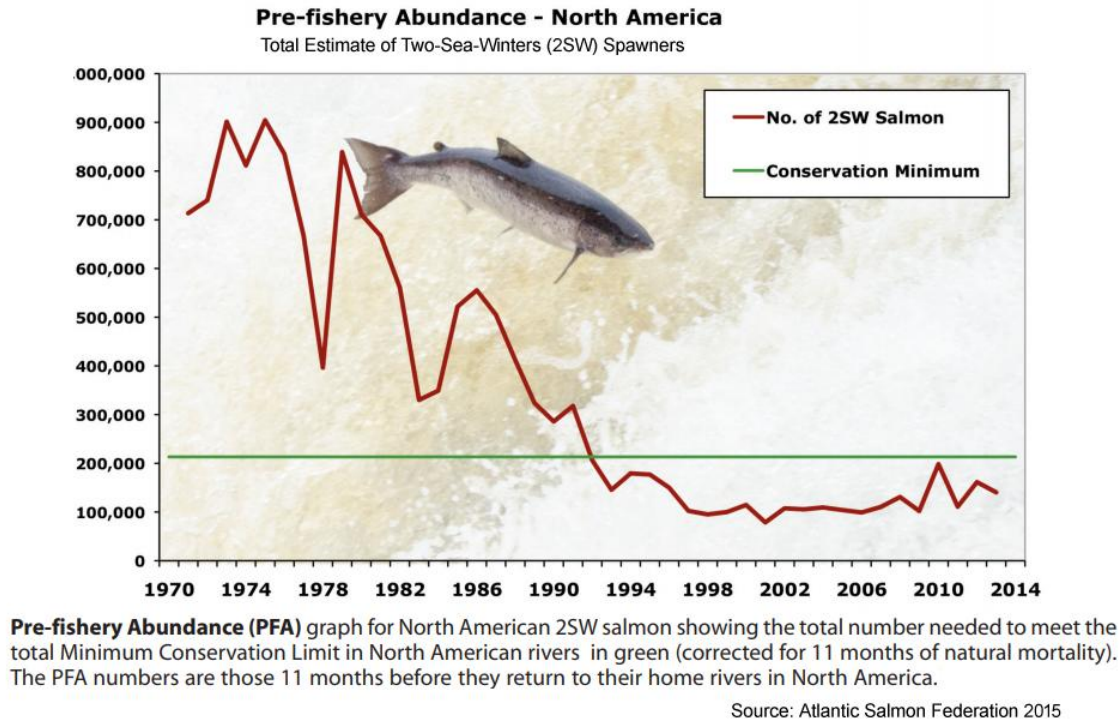 Pre-fishery Abundance - North America
Total Estimate of Two-Sea-Winters (2SW) Spawners
.000,000
900,000
800,000
700,000
600,000
500,000
400,000
300,000
200,000
100,000
0
No. of 2SW Salmon
Conservation Minimum
1970 1974 1978 1982 1986 1990 1994 1998 2002 2006 2010 2014
Pre-fishery Abundance (PFA) graph for North American 2SW salmon showing the total number needed to meet the
total Minimum Conservation Limit in North American rivers in green (corrected for 11 months of natural mortality).
The PFA numbers are those 11 months before they return to their home rivers in North America.
Source: Atlantic Salmon Federation 2015